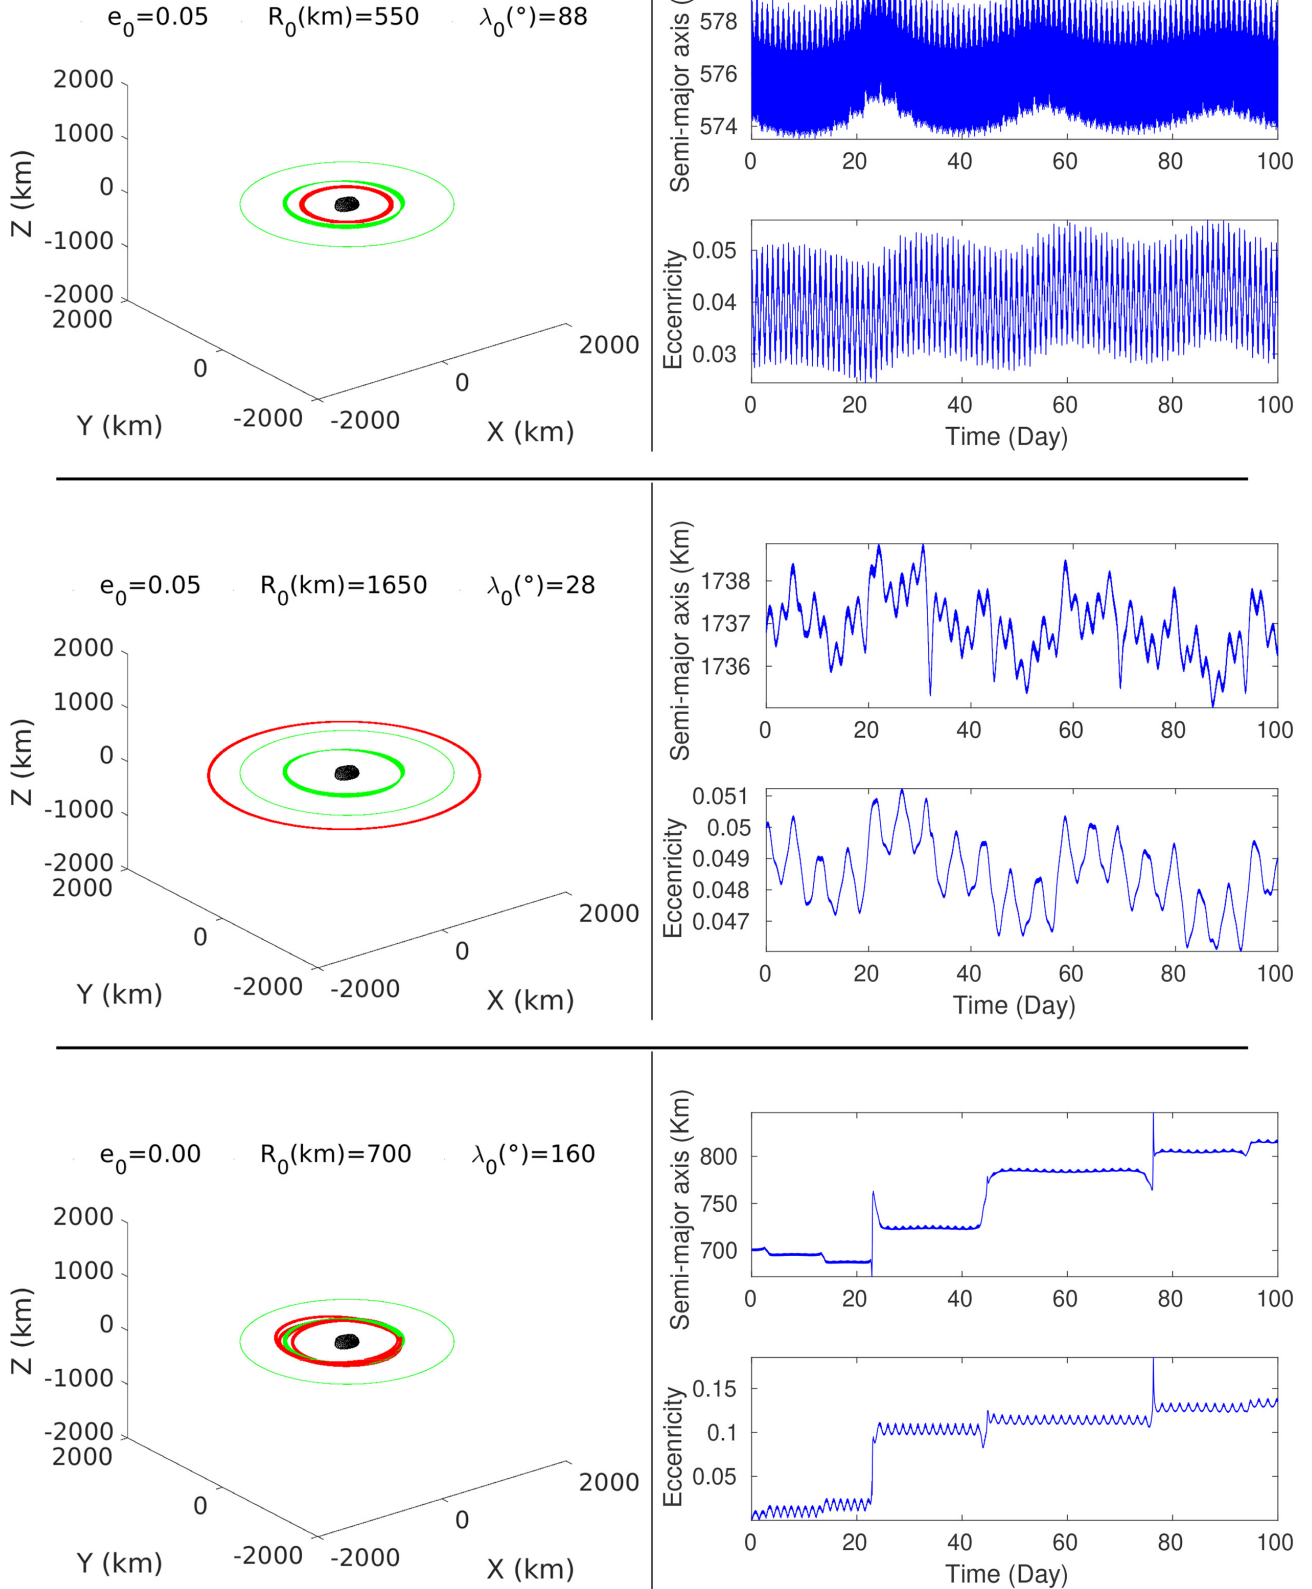 e0=0.05 R0(km)=550 λ0(°)=88
2000
1000
0
-1000
-2000
Z (km)
2000
0
-2000
Y (km)
-2000
0
2000
X (km)
578
576
574
Semi-major axis (
0 20 40 60 80 100
0.05
0.04
0.03
Eccenricity
0 20 40 60 80 100
Time (Day)
e0=0.05 R0(km)=1650 λ0(°)=28
2000
1000
0
-1000
-2000
Z (km)
2000
0
-2000
Y (km)
-2000
0
2000
X (km)
1738
1737
1736
Semi-major axis (Km)
0 20 40 60 80 100
0.051
0.05
0.049
0.048
0.047
Eccenricity
0 20 40 60 80 100
Time (Day)
e0=0.00 R0(km)=700 λ0(°)=160
2000
1000
0
-1000
-2000
Z (km)
2000
0
-2000
Y (km)
-2000
0
2000
X (km)
800
750
700
Semi-major axis (Km)
0 20 40 60 80 100
0.15
0.1
0.05
Eccenricity
0 20 40 60 80 100
Time (Day)